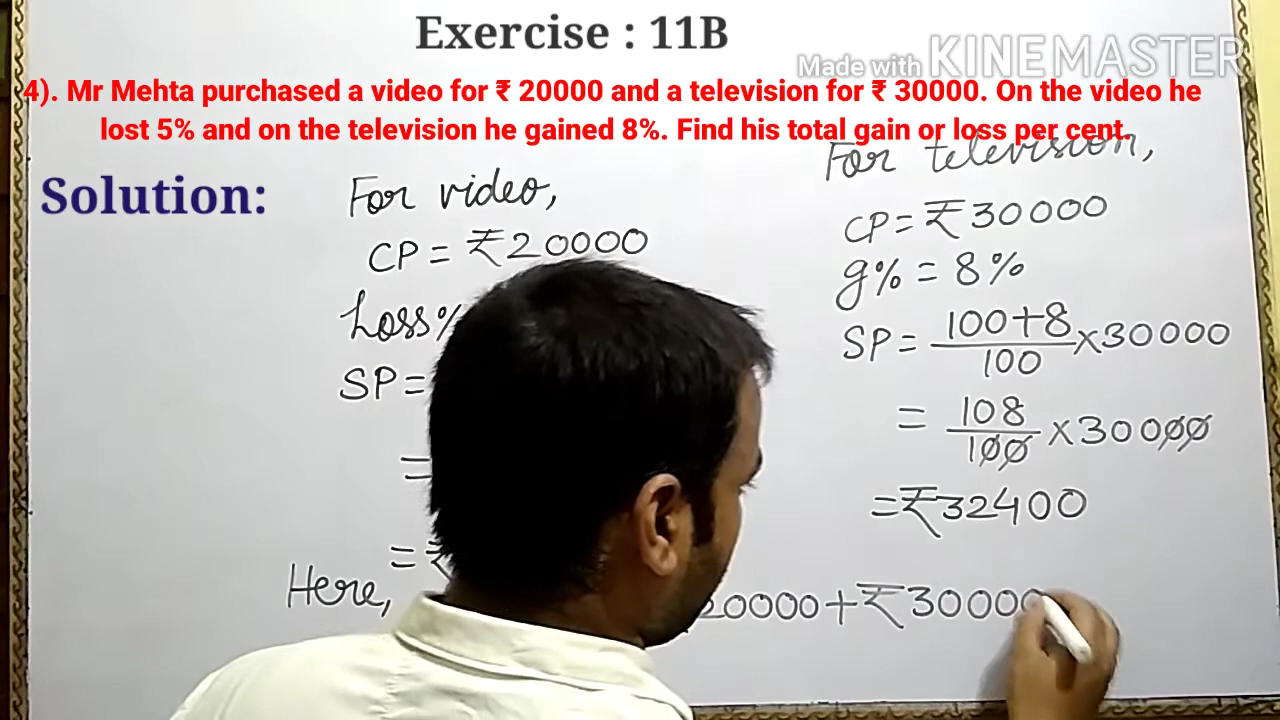 Exercise : 11B
Made with KINEMASTER
4). Mr Mehta purchased a video for ₹ 20000 and a television for ₹ 30000. On the video he
lost 5% and on the television he gained 8%. Find his total gain or loss per cent.
Solution:
For video,
CP = ₹20000
Loss%
SP =
=
= ₹
For television,
CP = ₹30000
g% = 8%
SP = 100+8/100 × 30000
= 108/100 × 30000
= ₹32400
Here,
20000 + ₹30000